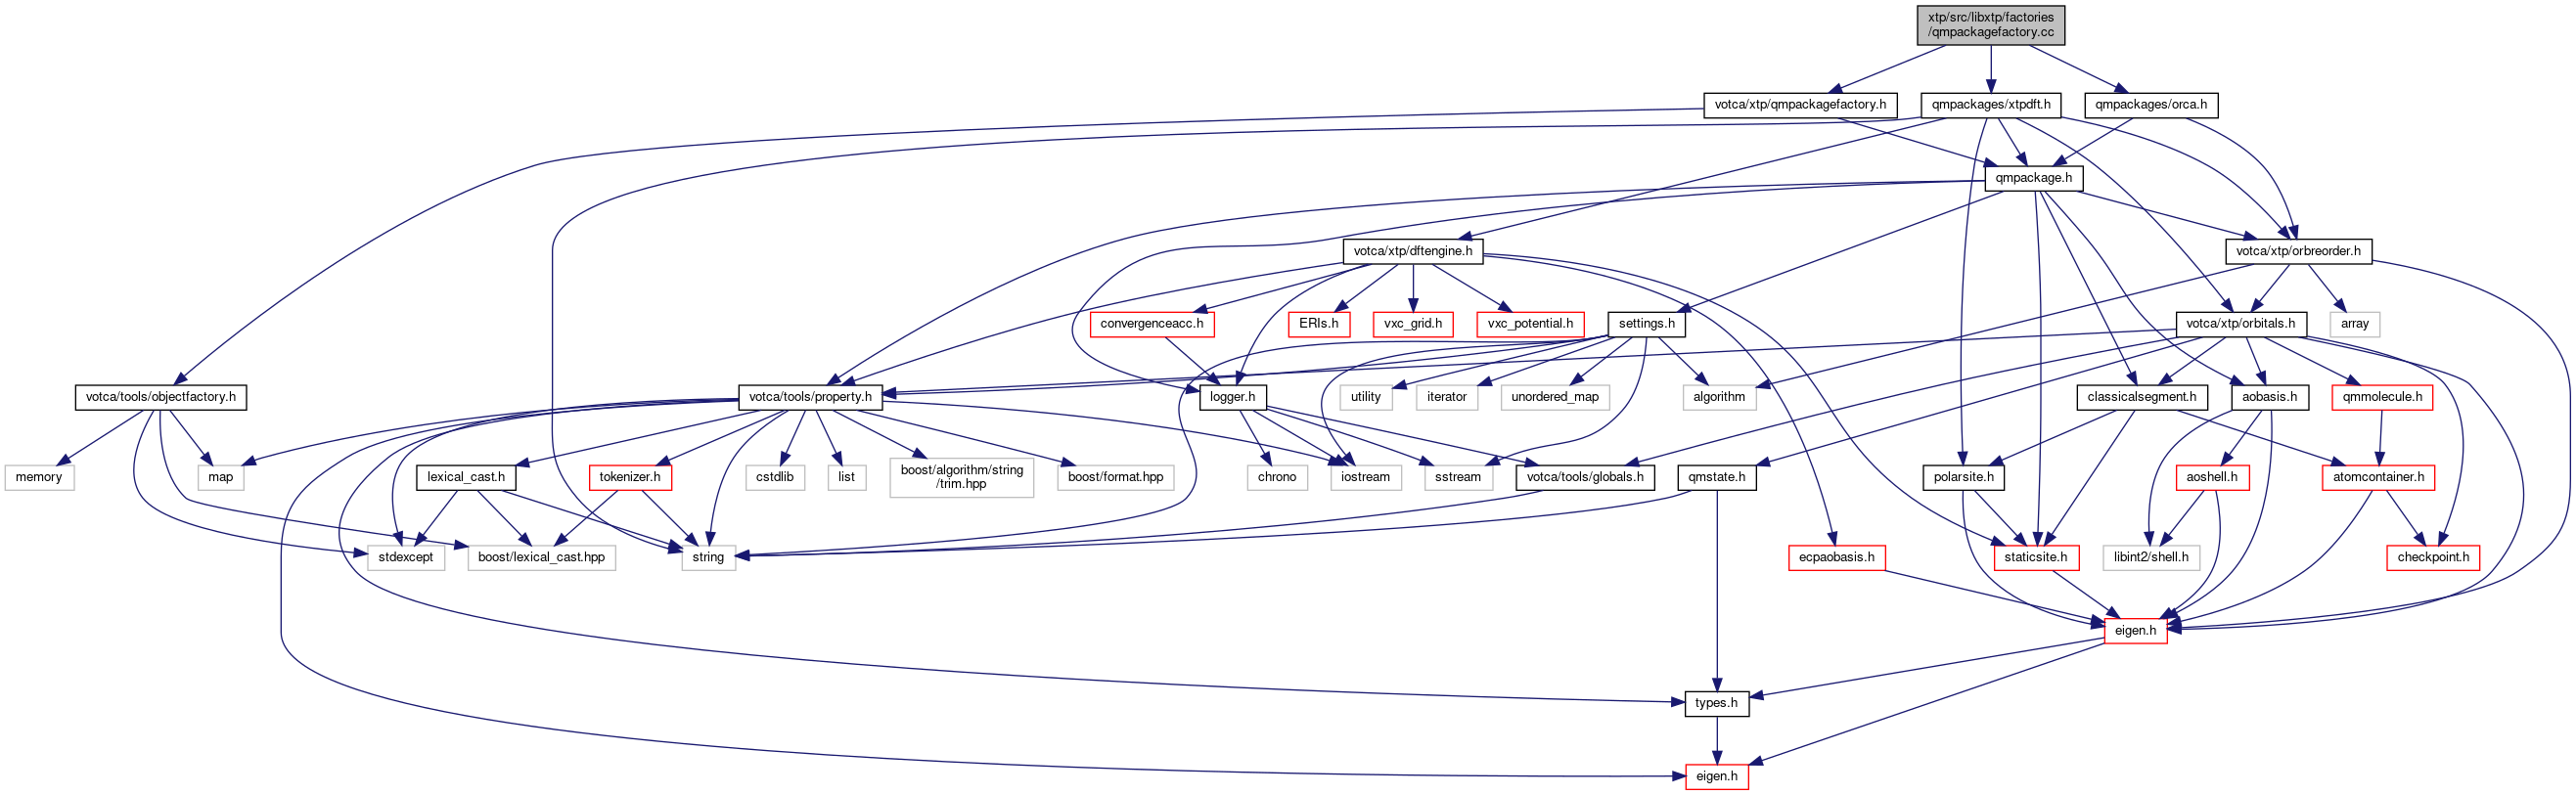 xtp/src/libxtp/factories
/qmpackagefactory.cc
votca/xtp/qmpackagefactory.h
qmpackages/xtpdft.h
qmpackages/orca.h
qmpackage.h
votca/xtp/dftengine.h
votca/xtp/orbreorder.h
convergenceacc.h
ERIs.h
vxc_grid.h
vxc_potential.h
settings.h
votca/xtp/orbitals.h
array
votca/tools/objectfactory.h
votca/tools/property.h
logger.h
utility
iterator
unordered_map
algorithm
classicalsegment.h
aobasis.h
qmmolecule.h
memory
map
lexical_cast.h
tokenizer.h
cstdlib
list
boost/algorithm/string
/trim.hpp
boost/format.hpp
chrono
iostream
sstream
votca/tools/globals.h
qmstate.h
polarsite.h
aoshell.h
atomcontainer.h
stdexcept
boost/lexical_cast.hpp
string
ecpaobasis.h
staticsite.h
libint2/shell.h
checkpoint.h
eigen.h
types.h
eigen.h